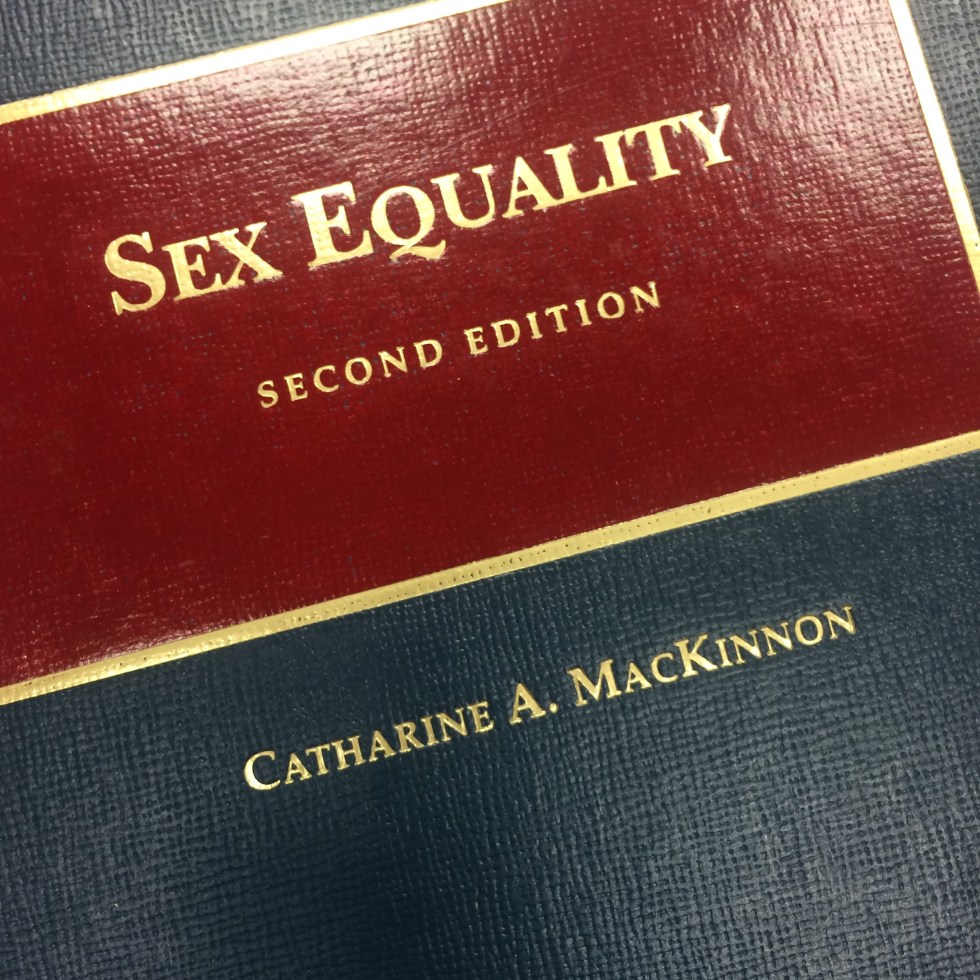 SEX EQUALITY
SECOND EDITION
CATHARINE A. MACKINNON